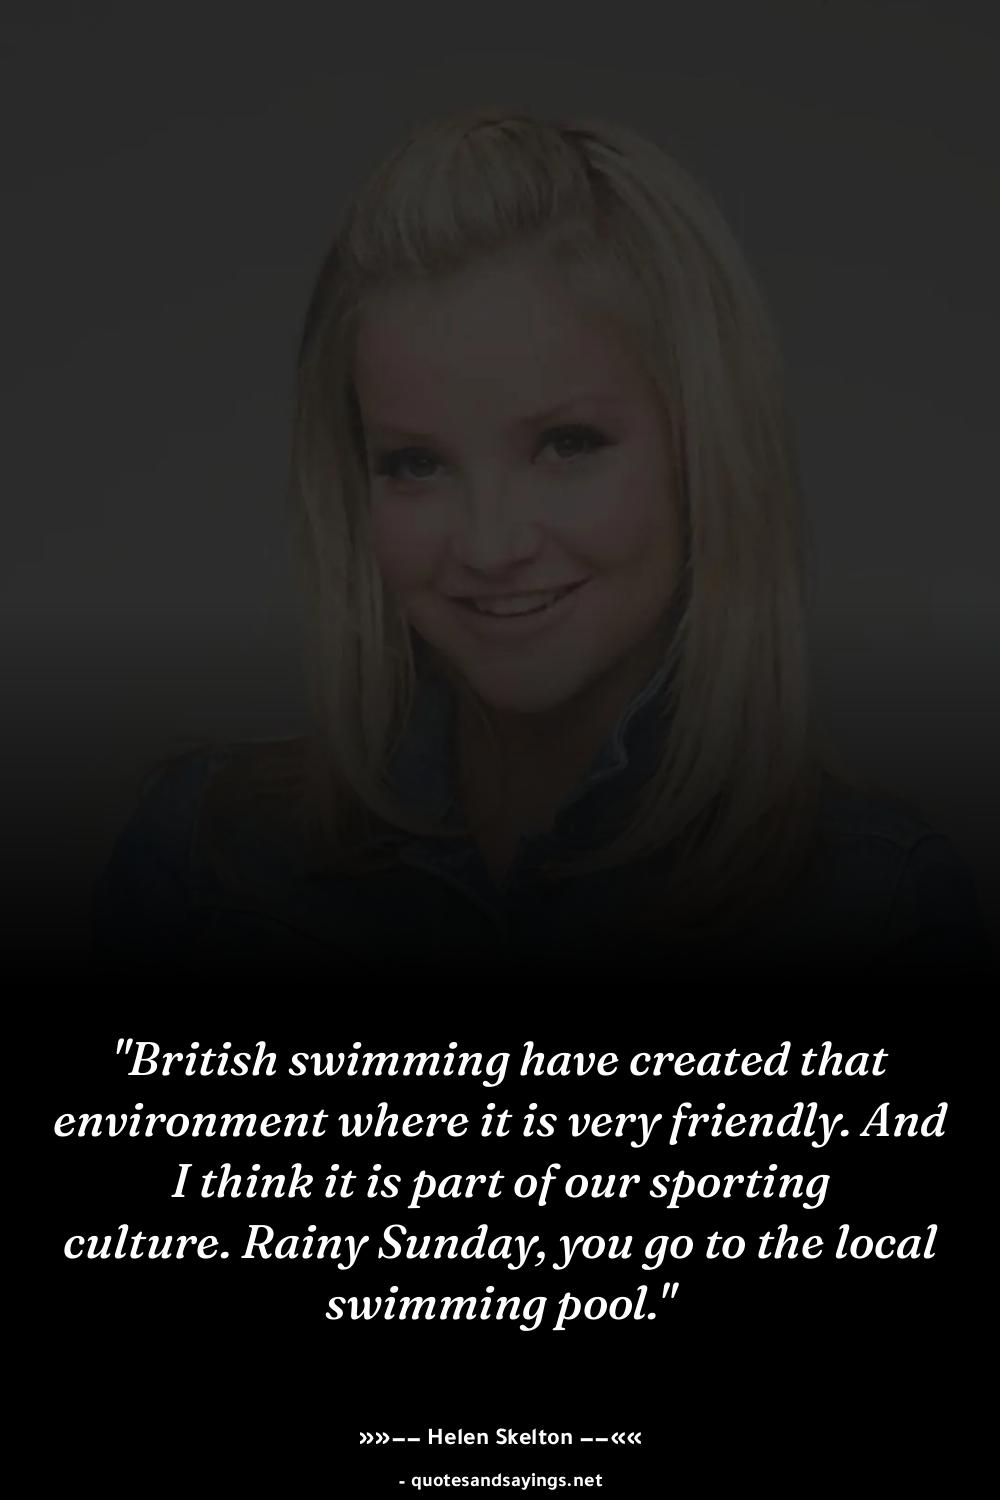 "British swimming have created that
environment where it is very friendly. And
I think it is part of our sporting
culture. Rainy Sunday, you go to the local
swimming pool."
»»–– Helen Skelton ––««
- quotesandsayings.net